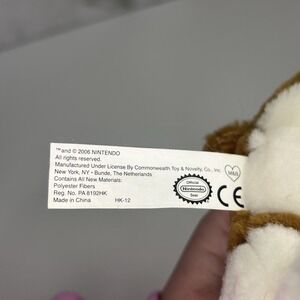 ™and © 2006 NINTENDO
All rights reserved.
Manufactured Under License By Commonwealth Toy & Novelty, Co., Inc.
New York, NY • Bunde, The Netherlands
Contains All New Materials:
Polyester Fibers
Reg. No. PA 8192HK
Made in China HK-12
Official
Nintendo
Seal
CE